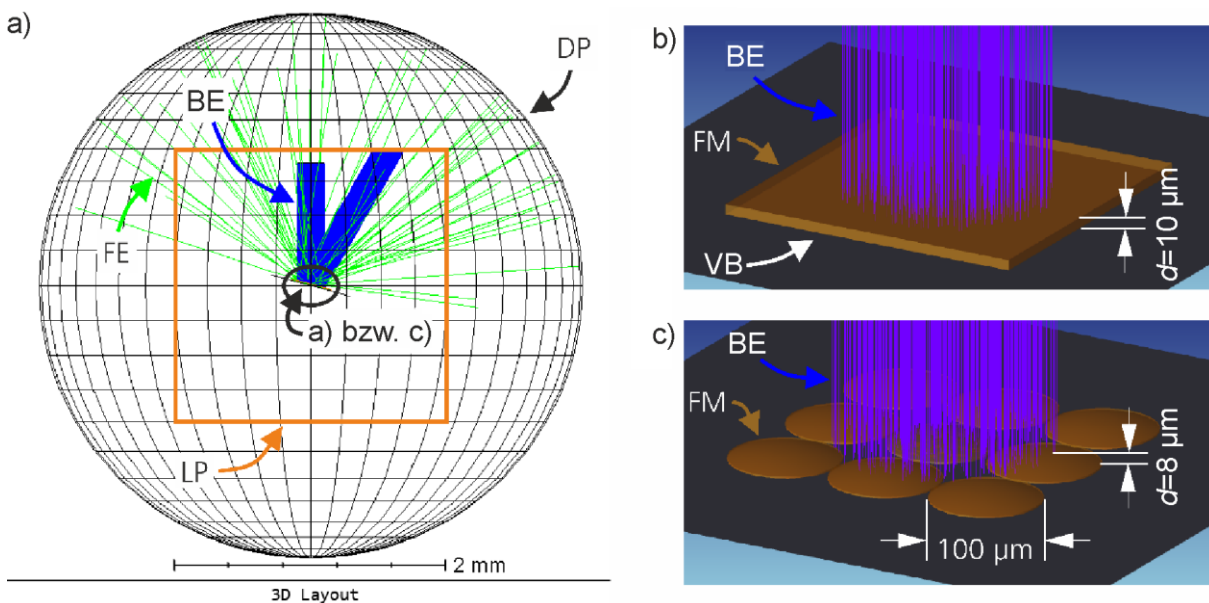 a)
DP
BE
FE
a) bzw. c)
LP
2 mm
3D Layout
b)
BE
FM
VB
d=10 µm
c)
BE
FM
d=8 µm
100 µm